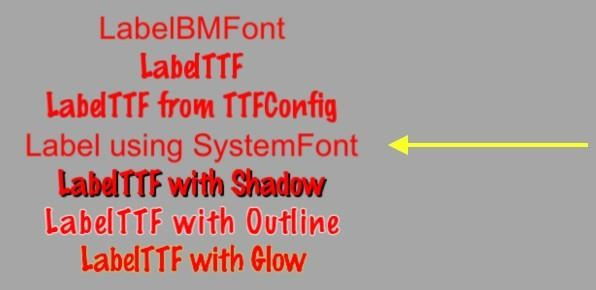 LabelBMFont
LabelTTF
LabelTTF from TTFConfig
Label using SystemFont
LabelTTF with Shadow
LabelTTF with Outline
LabelTTF with Glow